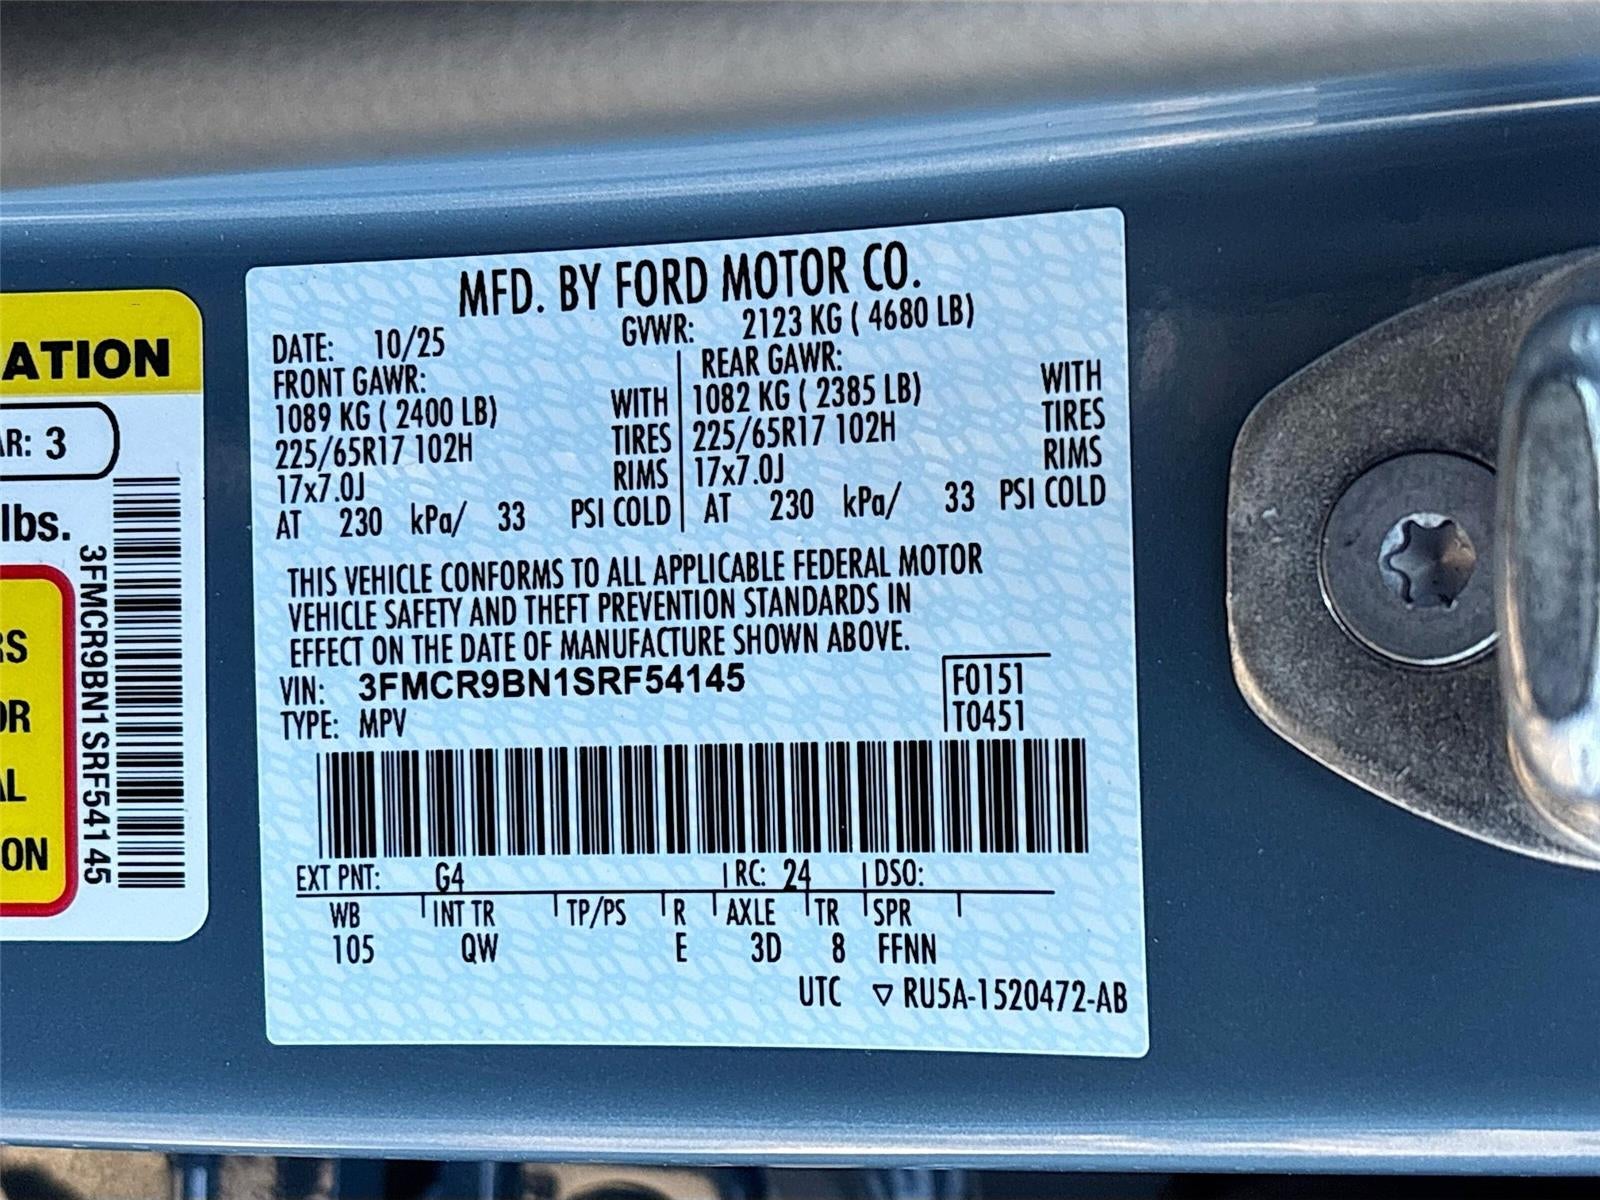 ATION
AR: 3
lbs.
RS
OR
AL
ON
3FMCR9BN1SRF54145
MFD. BY FORD MOTOR CO.
DATE: 10/25 GVWR: 2123 KG ( 4680 LB)
FRONT GAWR: REAR GAWR:
1089 KG ( 2400 LB) WITH 1082 KG ( 2385 LB) WITH
225/65R17 102H TIRES 225/65R17 102H TIRES
17x7.0J RIMS 17x7.0J RIMS
AT 230 kPa/ 33 PSI COLD AT 230 kPa/ 33 PSI COLD
THIS VEHICLE CONFORMS TO ALL APPLICABLE FEDERAL MOTOR
VEHICLE SAFETY AND THEFT PREVENTION STANDARDS IN
EFFECT ON THE DATE OF MANUFACTURE SHOWN ABOVE.
VIN: 3FMCR9BN1SRF54145 F0151
TYPE: MPV T0451
EXT PNT: G4 RC: 24 DSO:
WB INT TR TP/PS R AXLE TR SPR
105 QW E 3D 8 FFNN
UTC ▽ RU5A-1520472-AB